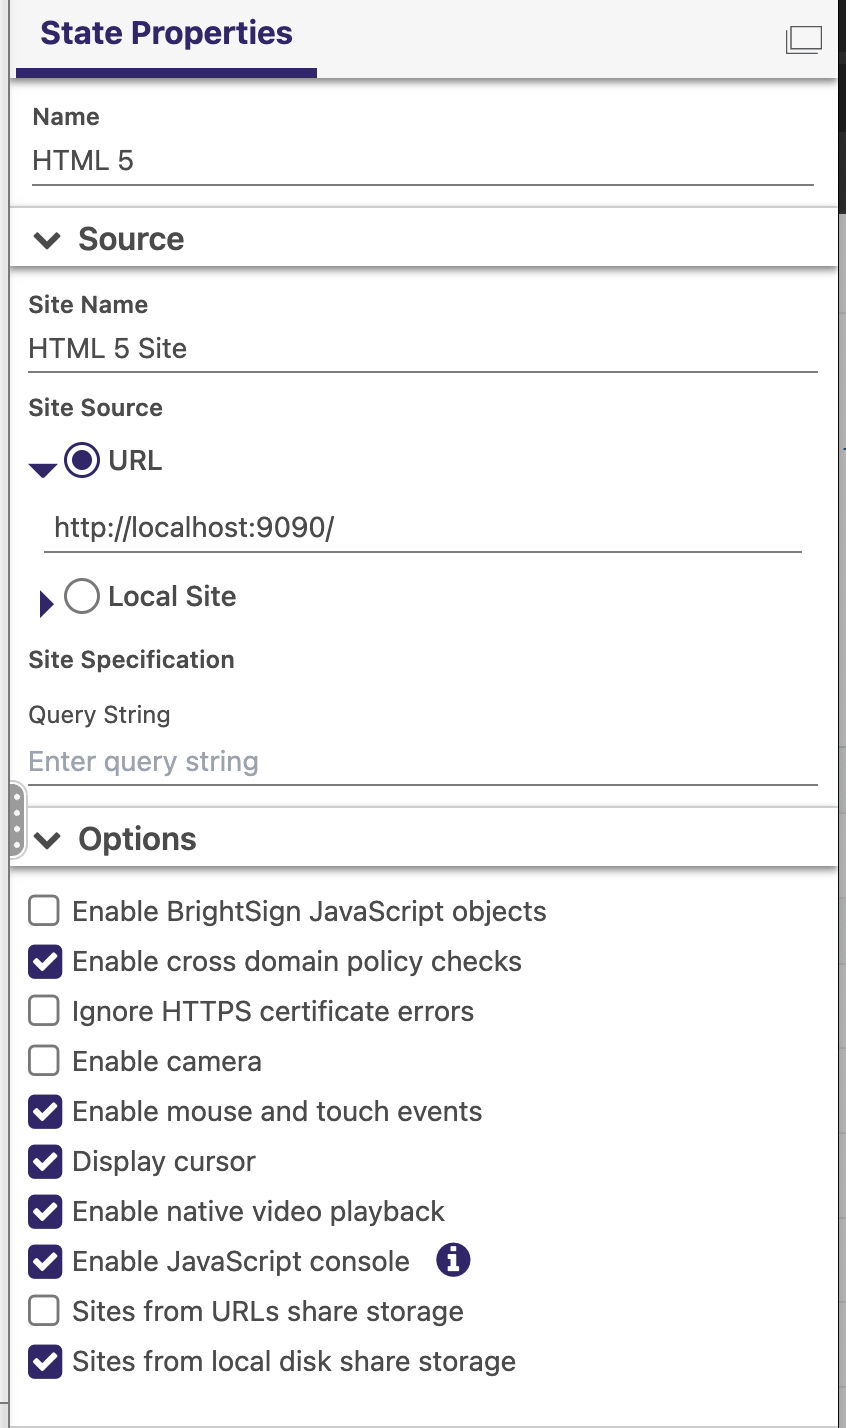 State Properties
Name
HTML 5
Source
Site Name
HTML 5 Site
Site Source
URL
http://localhost:9090/
Local Site
Site Specification
Query String
Enter query string
Options
Enable BrightSign JavaScript objects
Enable cross domain policy checks
Ignore HTTPS certificate errors
Enable camera
Enable mouse and touch events
Display cursor
Enable native video playback
Enable JavaScript console
Sites from URLs share storage
Sites from local disk share storage